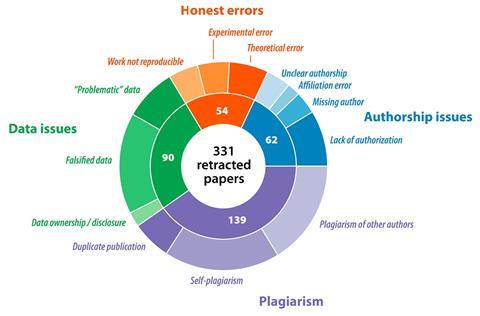 Honest errors
Experimental error
Theoretical error
Work not reproducible
Unclear authorship
"Problematic" data
Affiliation error
Missing author
Authorship issues
Data issues
54
62
Lack of authorization
331
retracted
papers
90
Falsified data
139
Data ownership / disclosure
Plagiarism of other authors
Duplicate publication
Self-plagiarism
Plagiarism